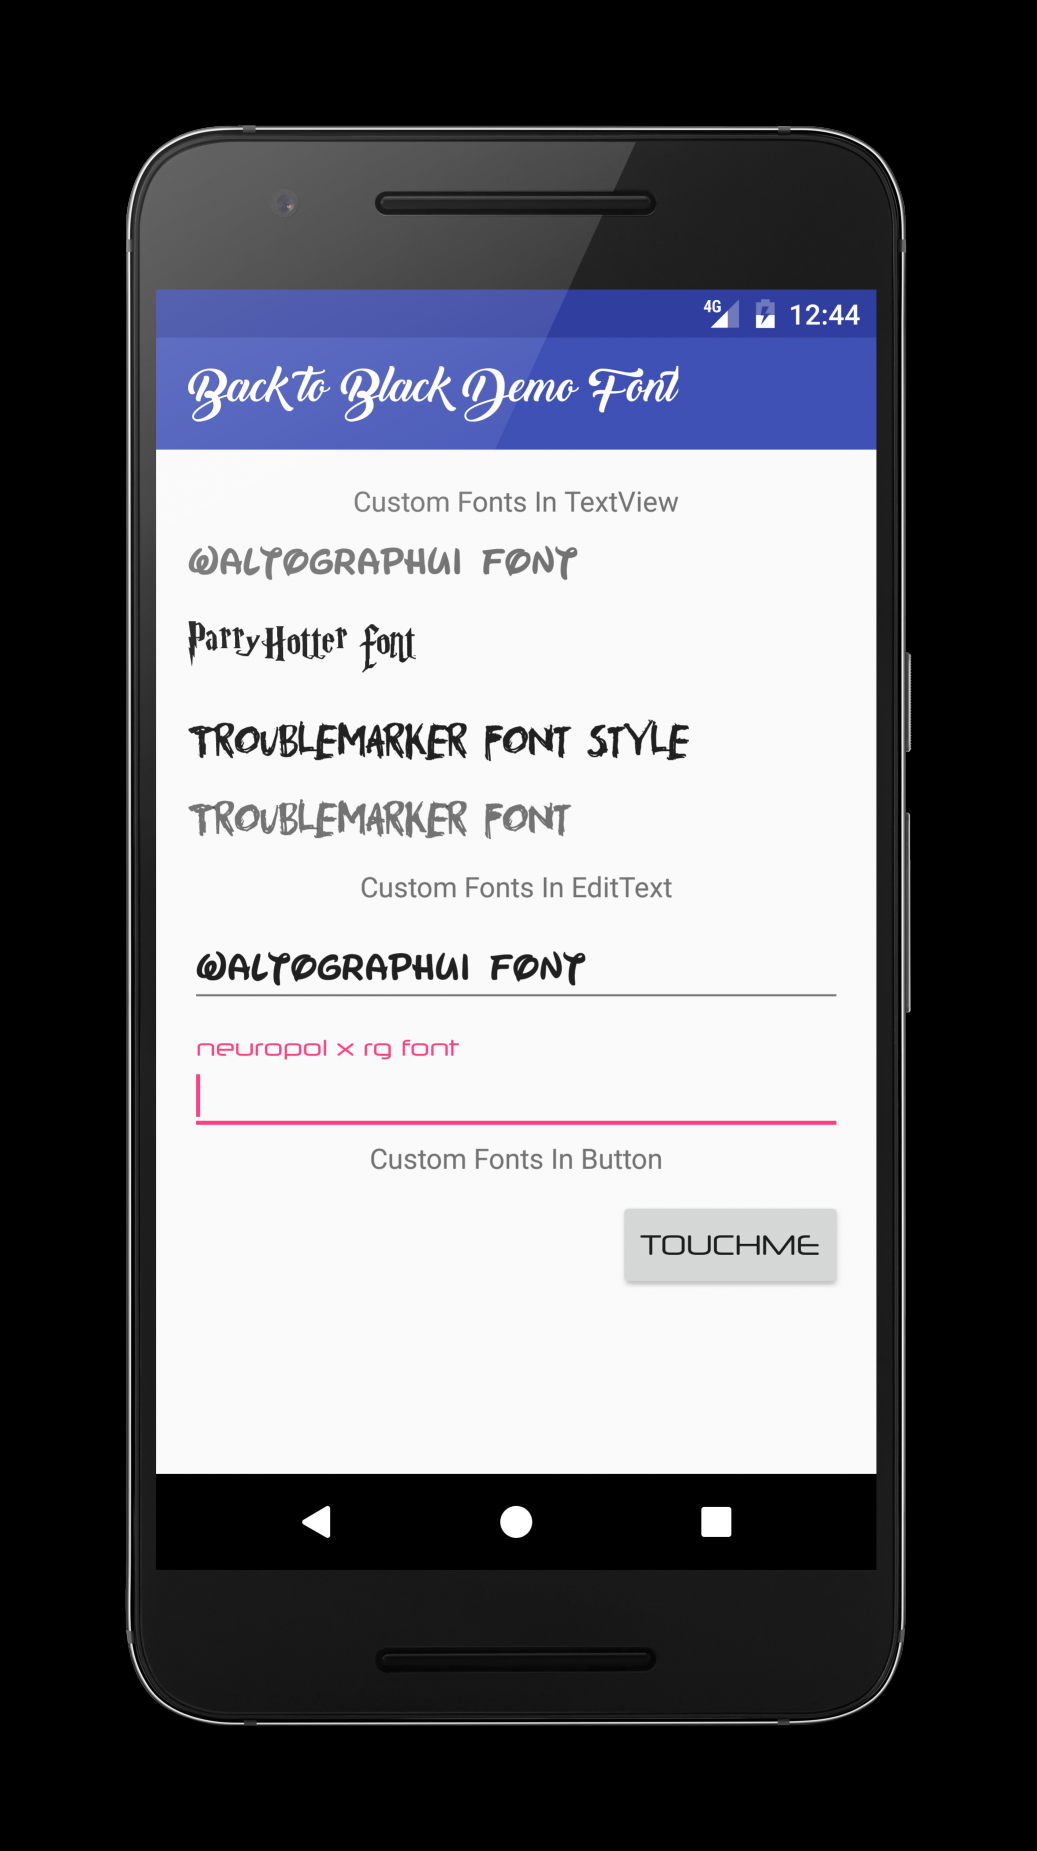 4G 12:44
Back to Black Demo Font
Custom Fonts In TextView
WALTOGRAPHUI FONT
ParryHotter Font
TROUBLEMARKER FONT STYLE
TROUBLEMARKER FONT
Custom Fonts In EditText
WALTOGRAPHUI FONT
neuropol x rg font
Custom Fonts In Button
TOUCHME